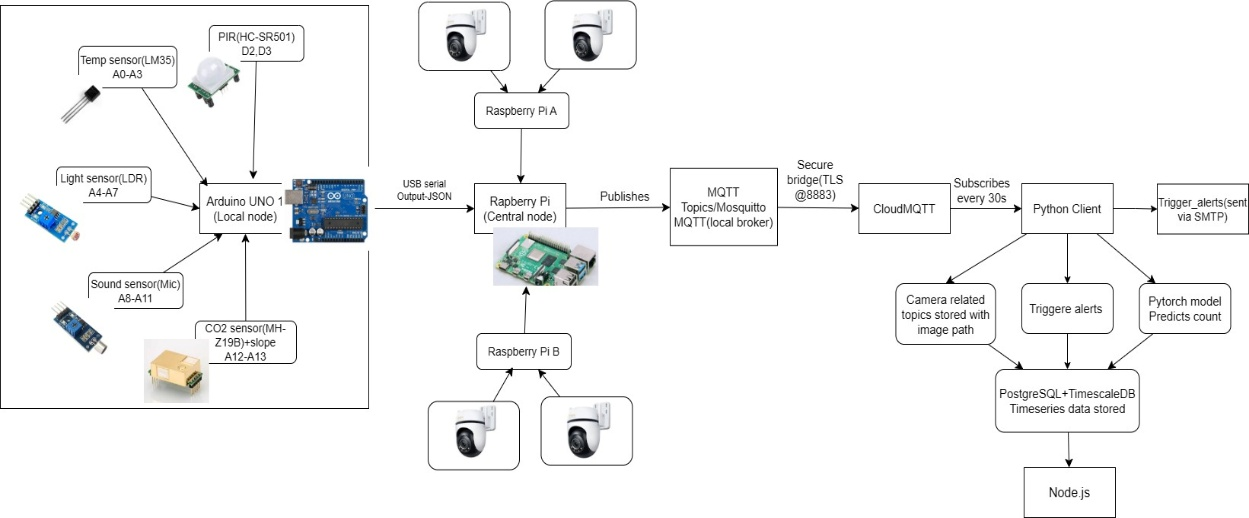 PIR(HC-SR501)
D2,D3
Temp sensor(LM35)
A0-A3
Light sensor(LDR)
A4-A7
Arduino UNO 1
(Local node)
Sound sensor(Mic)
A8-A11
CO2 sensor(MH-
Z19B)+slope
A12-A13
USB serial
Output-JSON
Raspberry Pi A
Rapberry Pi
(Central node)
Raspberry Pi B
Publishes
MQTT
Topics/Mosquitto
MQTT(local broker)
Secure
bridge(TLS
@8883)
CloudMQTT
Subscribes
every 30s
Python Client
Trigger_alerts(sent
via SMTP)
Camera related
topics stored with
image path
Triggere alerts
Pytorch model
Predicts count
PostgreSQL+TimescaleDB
Timeseries data stored
Node.js